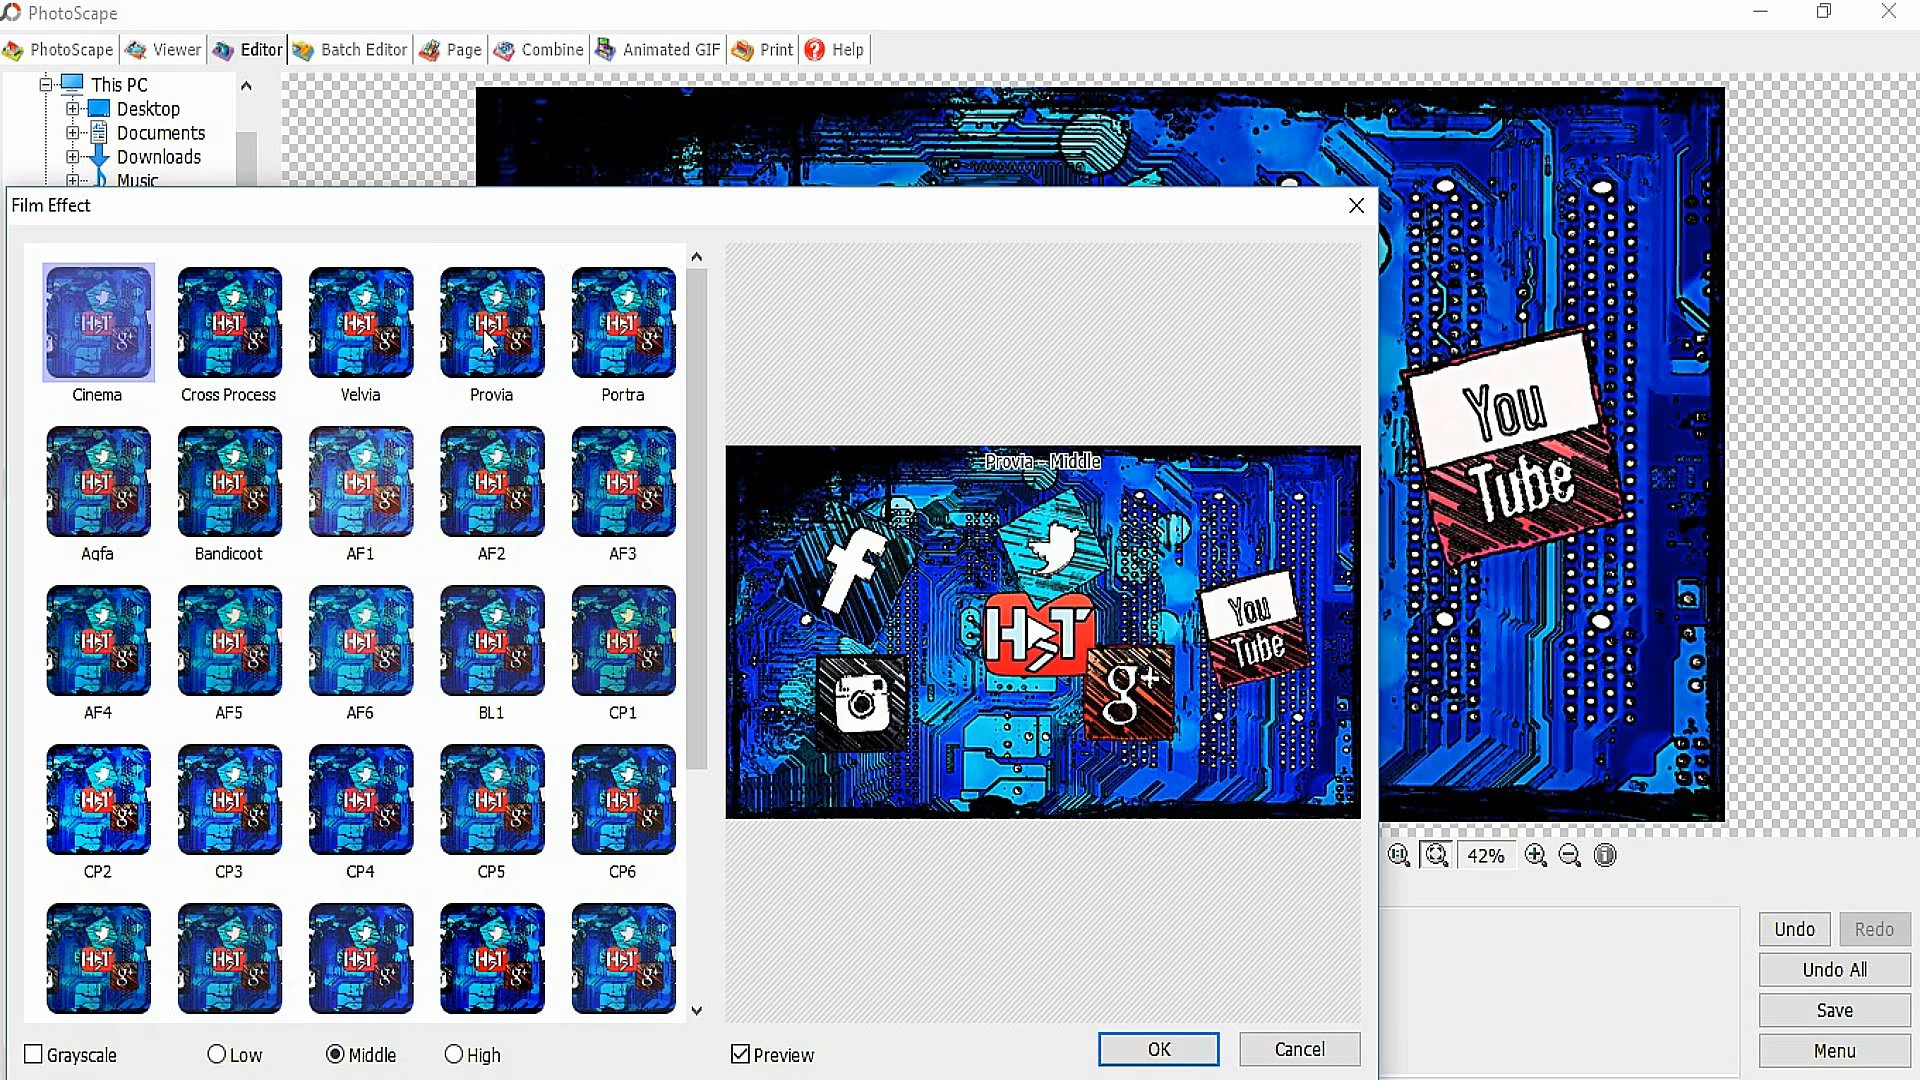 PhotoScape
PhotoScape Viewer Editor Batch Editor Page Combine Animated GIF Print Help
This PC
Desktop
Documents
Downloads
Music
Film Effect
Cinema Cross Process Velvia Provia Portra
Agfa Bandicoot AF1 AF2 AF3
AF4 AF5 AF6 BL1 CP1
CP2 CP3 CP4 CP5 CP6
Provia - Middle
f
You
Tube
HT
g+
You
Tube
42%
Undo Redo
Undo All
Save
Menu
Grayscale Low Middle High Preview OK Cancel